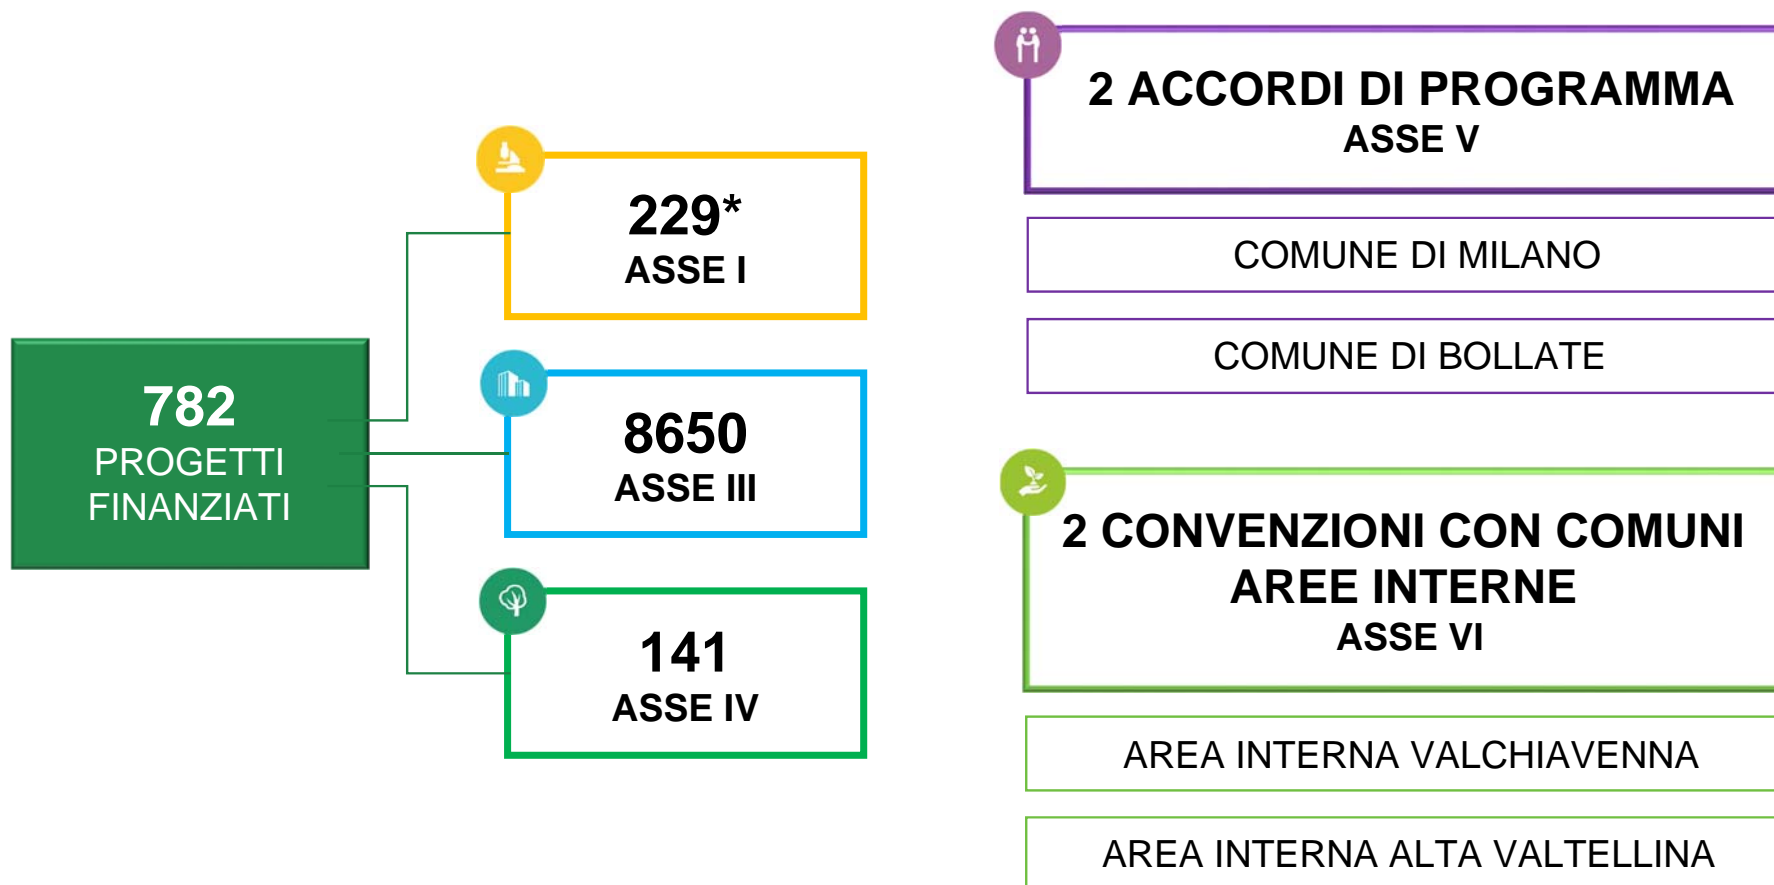 782
PROGETTI
FINANZIATI
229*
ASSE I
8650
ASSE III
141
ASSE IV
2 ACCORDI DI PROGRAMMA
ASSE V
COMUNE DI MILANO
COMUNE DI BOLLATE
2 CONVENZIONI CON COMUNI
AREE INTERNE
ASSE VI
AREA INTERNA VALCHIAVENNA
AREA INTERNA ALTA VALTELLINA